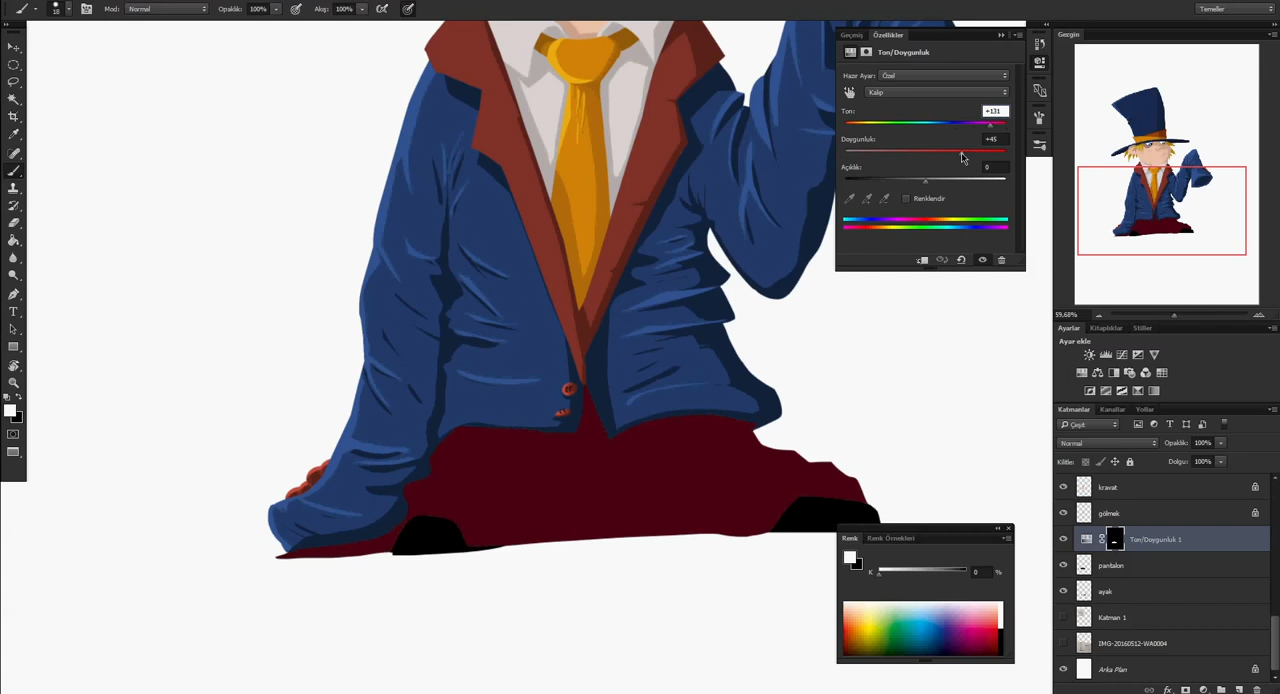 18
Mod:
Normal
Opaklık:
100%
Akış:
100%
Temeller
Geçmiş
Özellikler
Ton/Doygunluk
Hazır Ayar:
Özel
Kalıp
Ton:
+131
Doygunluk:
+45
Açıklık:
0
Renklendir
Gezgin
59,68%
Ayarlar
Kitaplıklar
Stiller
Ayar ekle
Katmanlar
Kanallar
Yollar
Çeşit
Normal
Opaklık:
100%
Kilitle:
Dolgu:
100%
kravat
gölmek
Ton/Doygunluk 1
pantalon
ayak
Katman 1
IMG-20160512-WA0004
Arka Plan
Renk
Renk Örnekleri
K
0
%